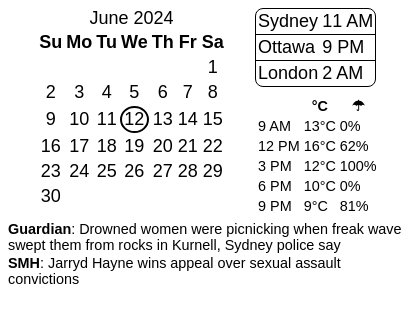 June 2024
Su Mo Tu We Th Fr Sa
1
2 3 4 5 6 7 8
9 10 11 12 13 14 15
16 17 18 19 20 21 22
23 24 25 26 27 28 29
30
Sydney 11 AM
Ottawa 9 PM
London 2 AM
°C ☂
9 AM 13°C 0%
12 PM 16°C 62%
3 PM 12°C 100%
6 PM 10°C 0%
9 PM 9°C 81%
Guardian: Drowned women were picnicking when freak wave
swept them from rocks in Kurnell, Sydney police say
SMH: Jarryd Hayne wins appeal over sexual assault
convictions